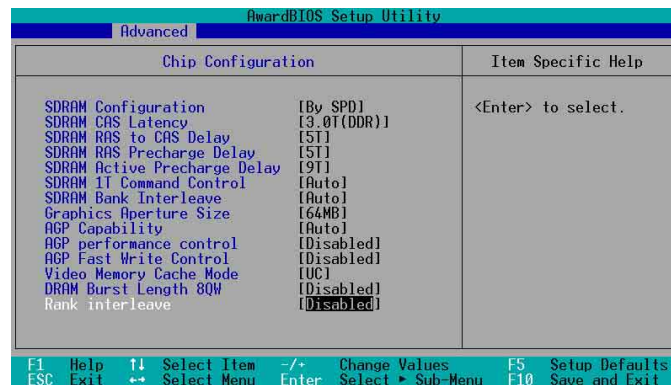 AwardBIOS Setup Utility
Advanced
Chip Configuration Item Specific Help
SDRAM Configuration [By SPD] <Enter> to select.
SDRAM CAS Latency [3.0T(DDR)]
SDRAM RAS to CAS Delay [5T]
SDRAM RAS Precharge Delay [5T]
SDRAM Active Precharge Delay [9T]
SDRAM 1T Command Control [Auto]
SDRAM Bank Interleave [Auto]
Graphics Aperture Size [64MB]
AGP Capability [Auto]
AGP performance control [Disabled]
AGP Fast Write Control [Disabled]
Video Memory Cache Mode [UC]
DRAM Burst Length 8QW [Disabled]
Rank interleave [Disabled]
F1 Help ↑↓ Select Item -/+ Change Values F5 Setup Defaults
ESC Exit ←→ Select Menu Enter Select ► Sub-Menu F10 Save and Exit